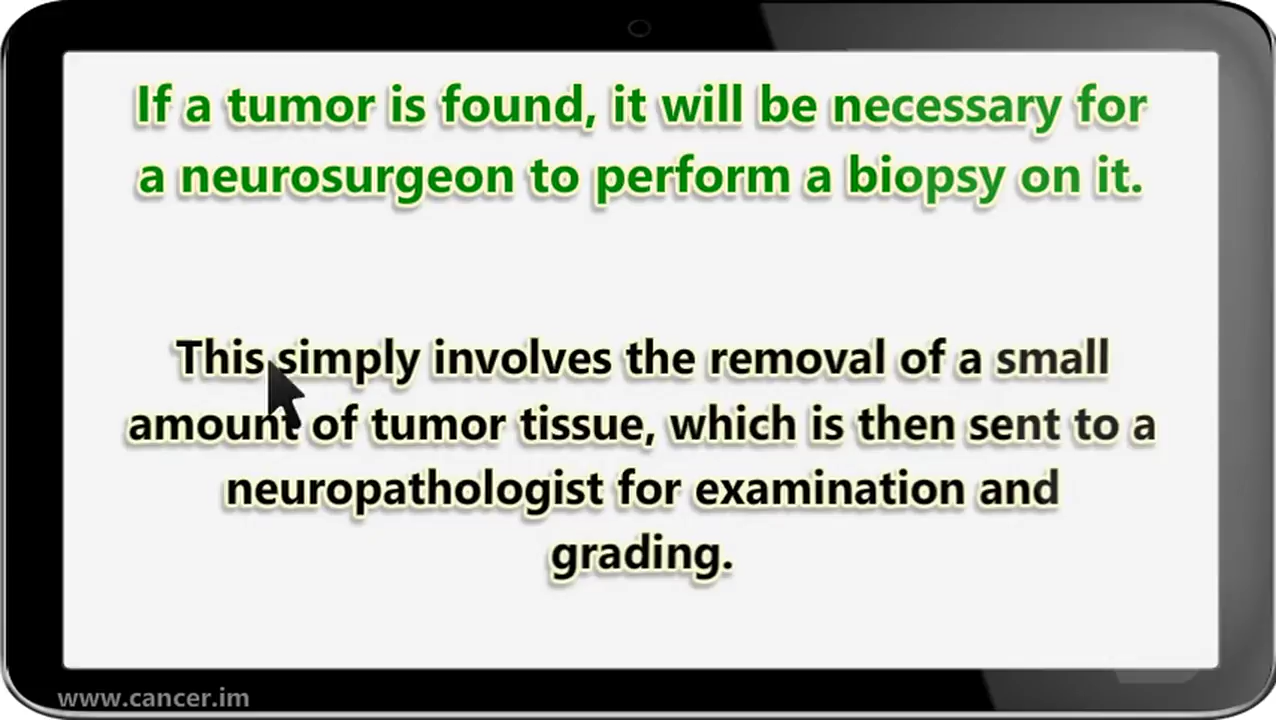 If a tumor is found, it will be necessary for
a neurosurgeon to perform a biopsy on it.
This simply involves the removal of a small
amount of tumor tissue, which is then sent to a
neuropathologist for examination and
grading.
www.cancer.im